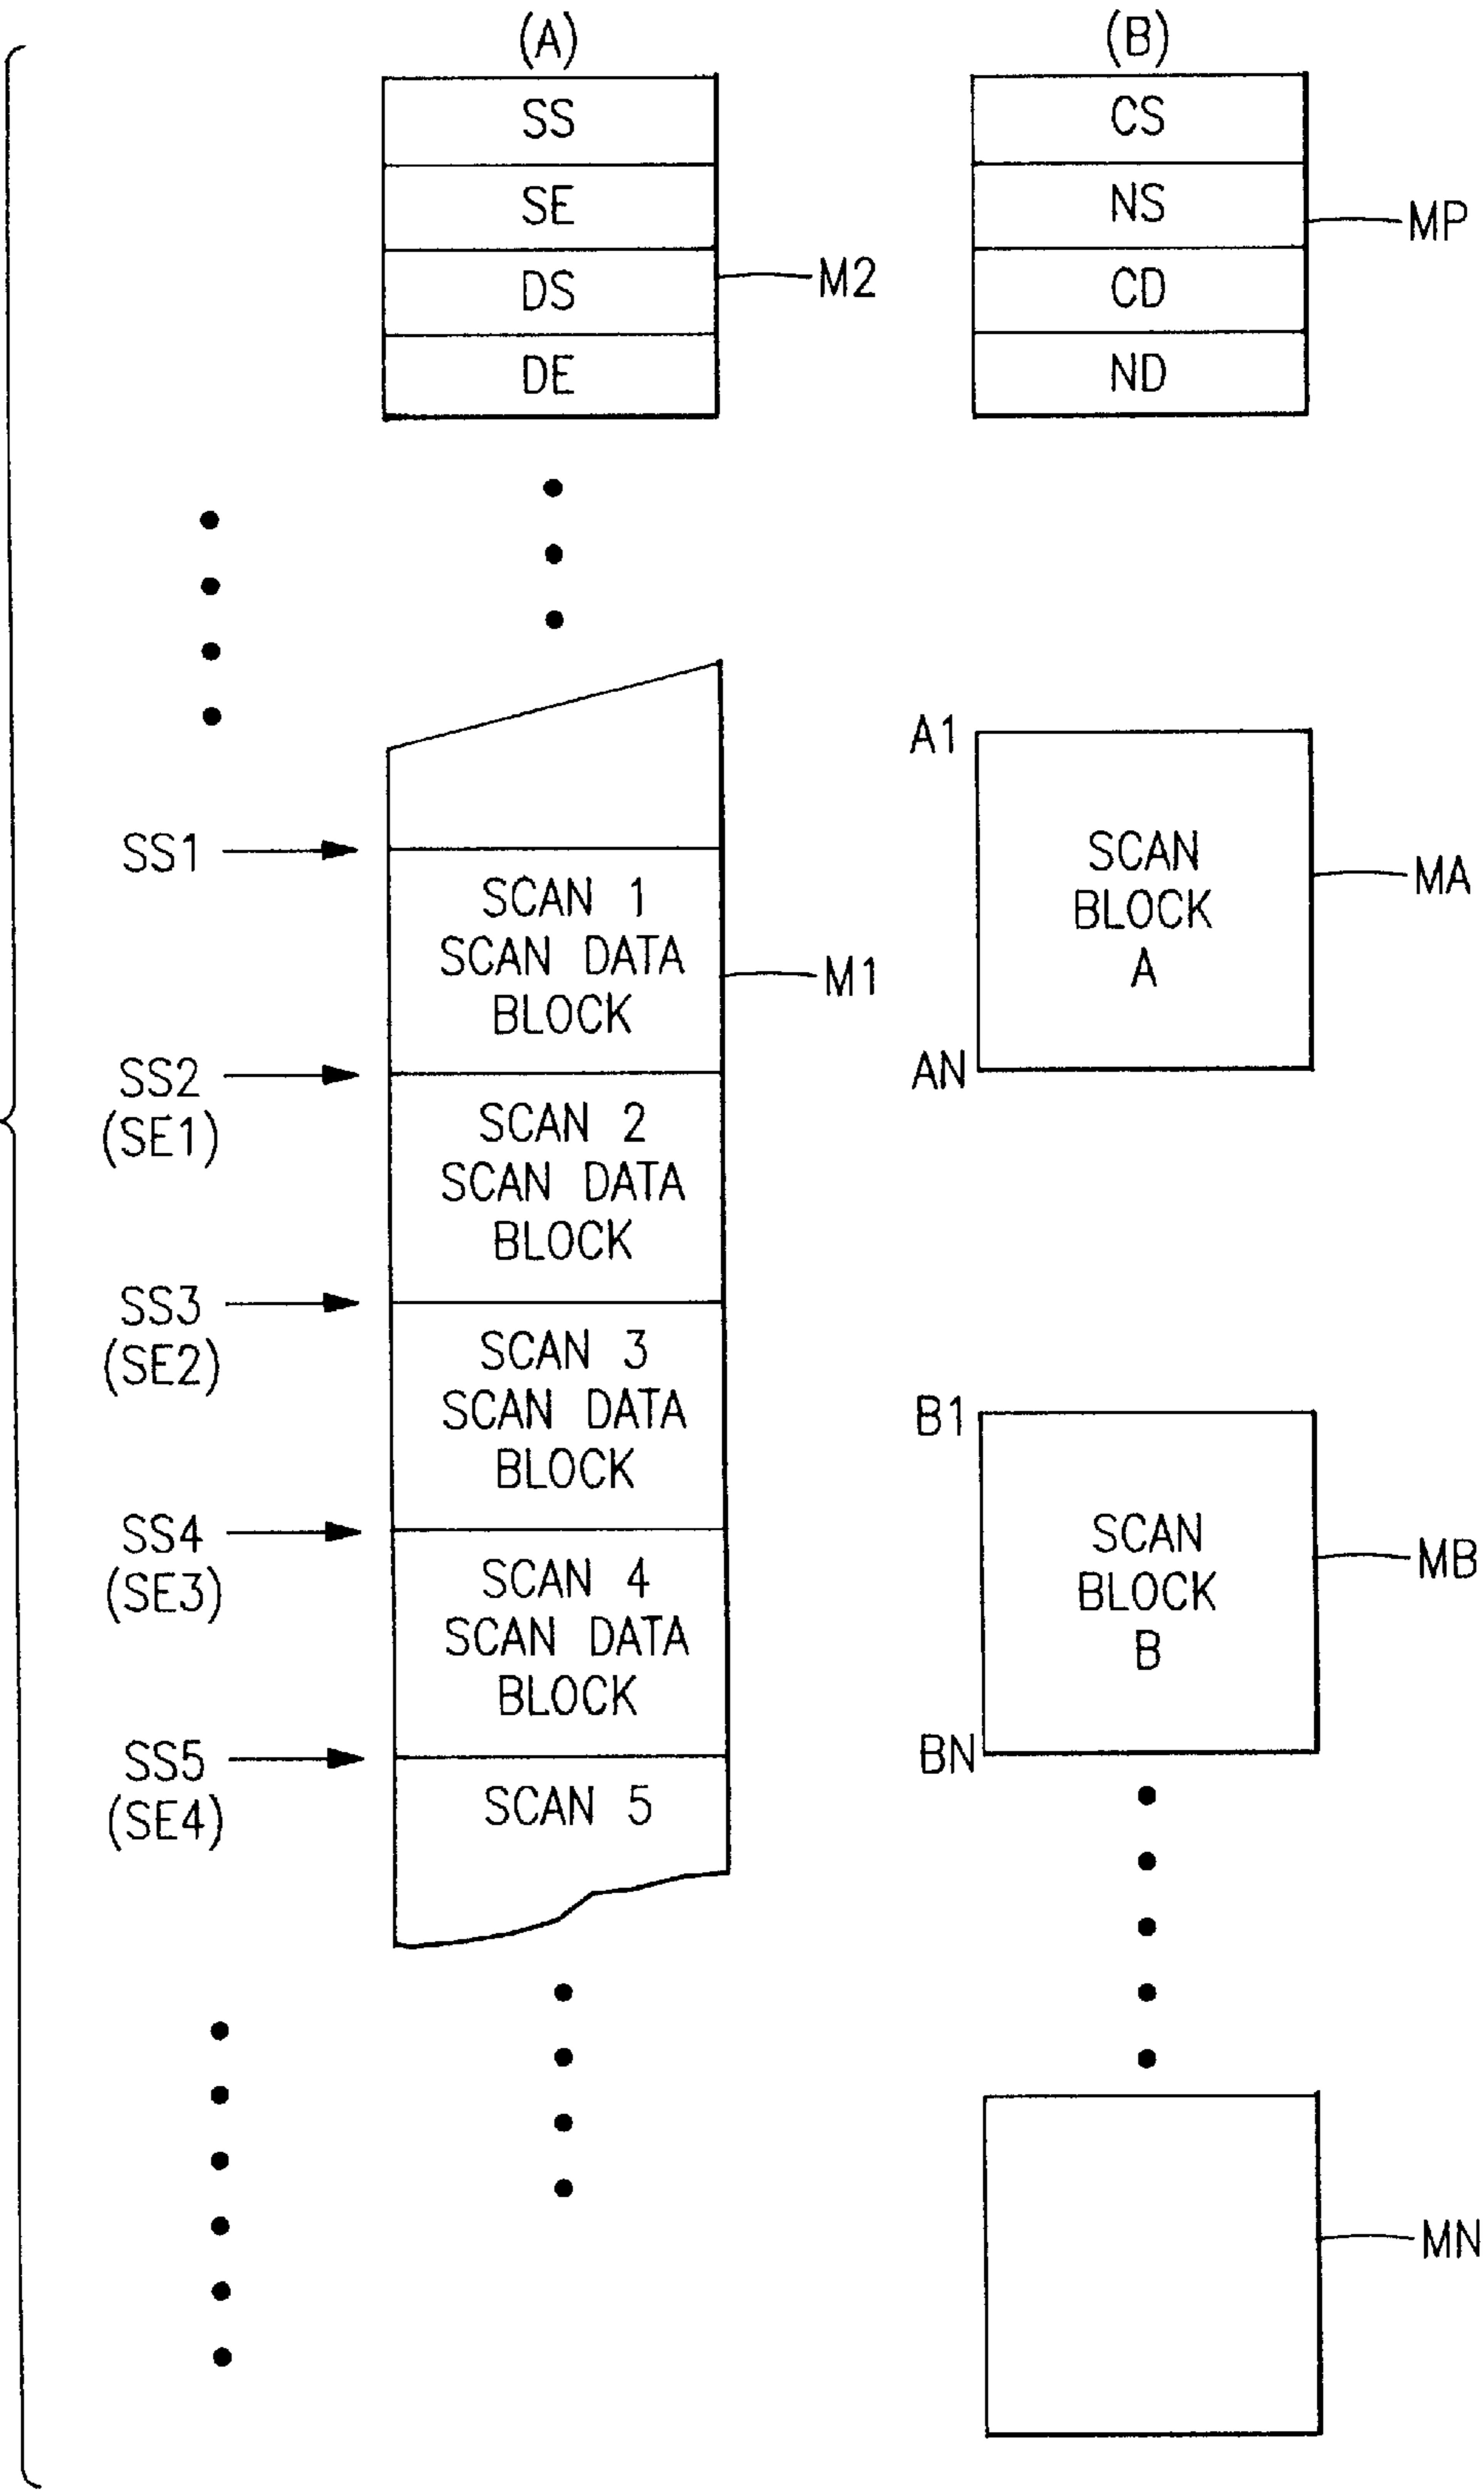 (A)
SS
SE
DS
DE
M2
(B)
CS
NS
CD
ND
MP
SS1
SS2
(SE1)
SS3
(SE2)
SS4
(SE3)
SS5
(SE4)
SCAN 1
SCAN DATA
BLOCK
M1
SCAN 2
SCAN DATA
BLOCK
SCAN 3
SCAN DATA
BLOCK
SCAN 4
SCAN DATA
BLOCK
SCAN 5
A1
SCAN
BLOCK
A
AN
MA
B1
SCAN
BLOCK
B
BN
MB
MN